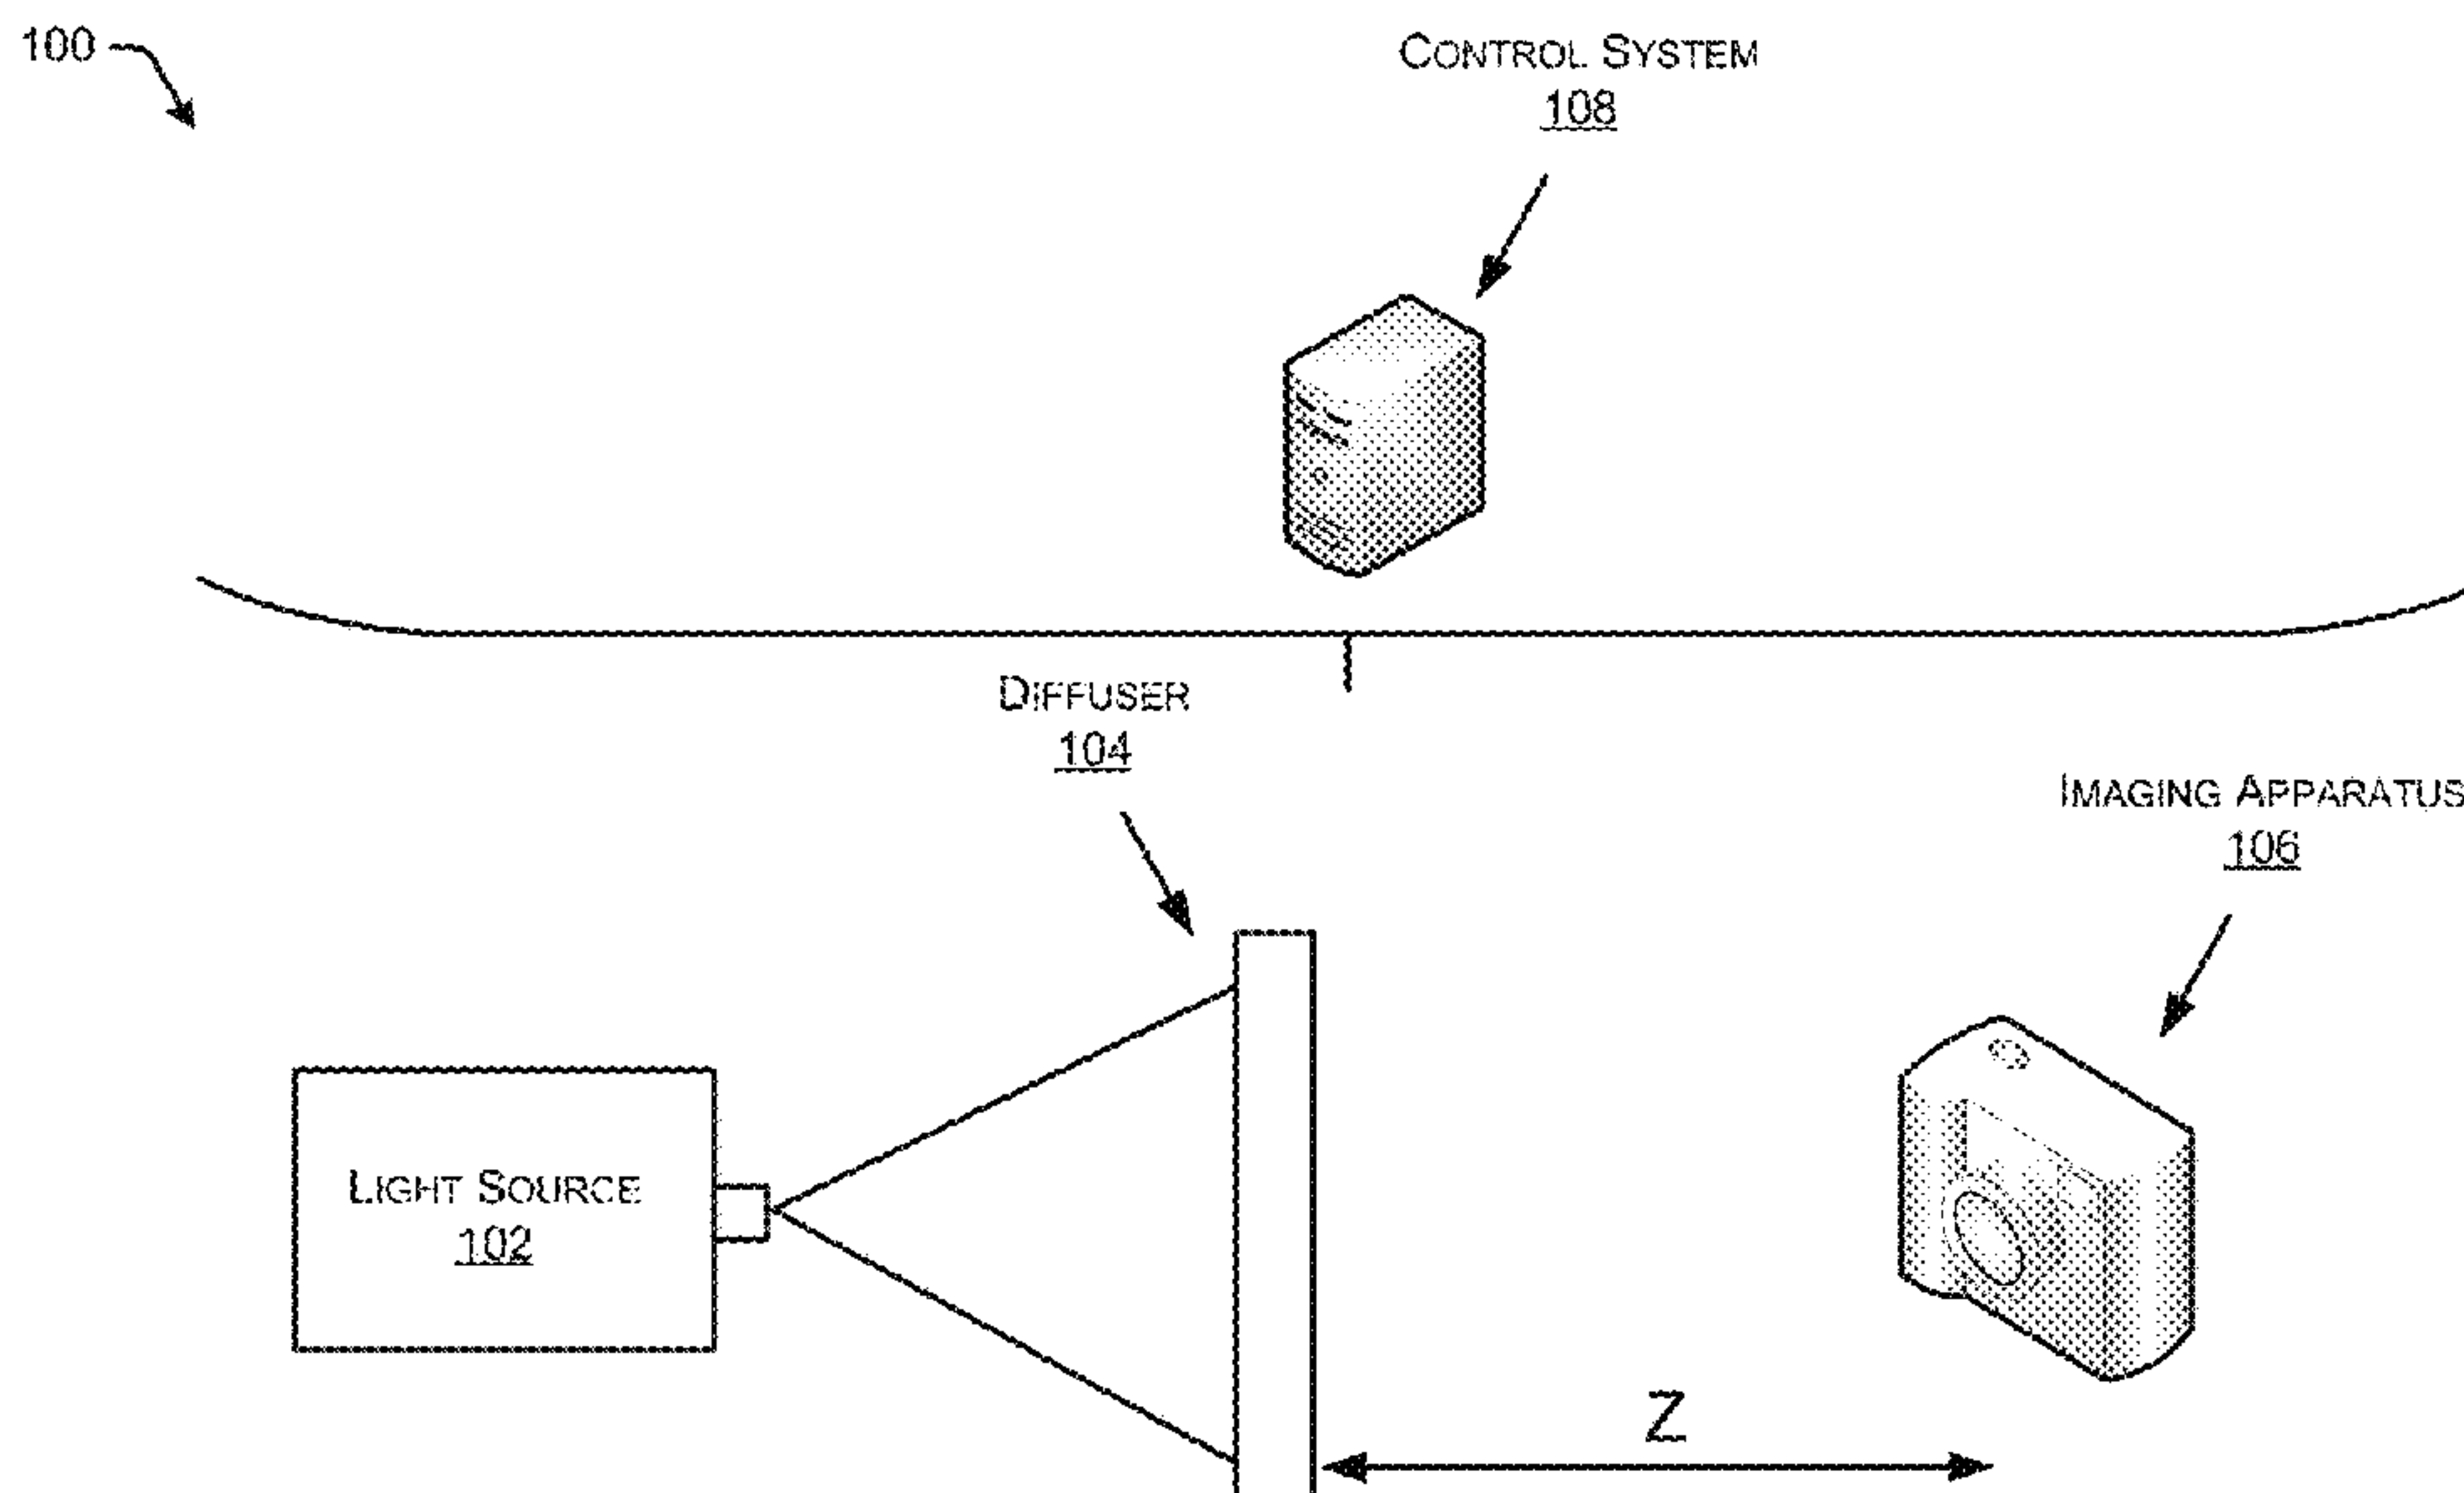 100
CONTROL SYSTEM
108
DIFFUSER
104
IMAGING APPARATUS
106
LIGHT SOURCE
102
Z